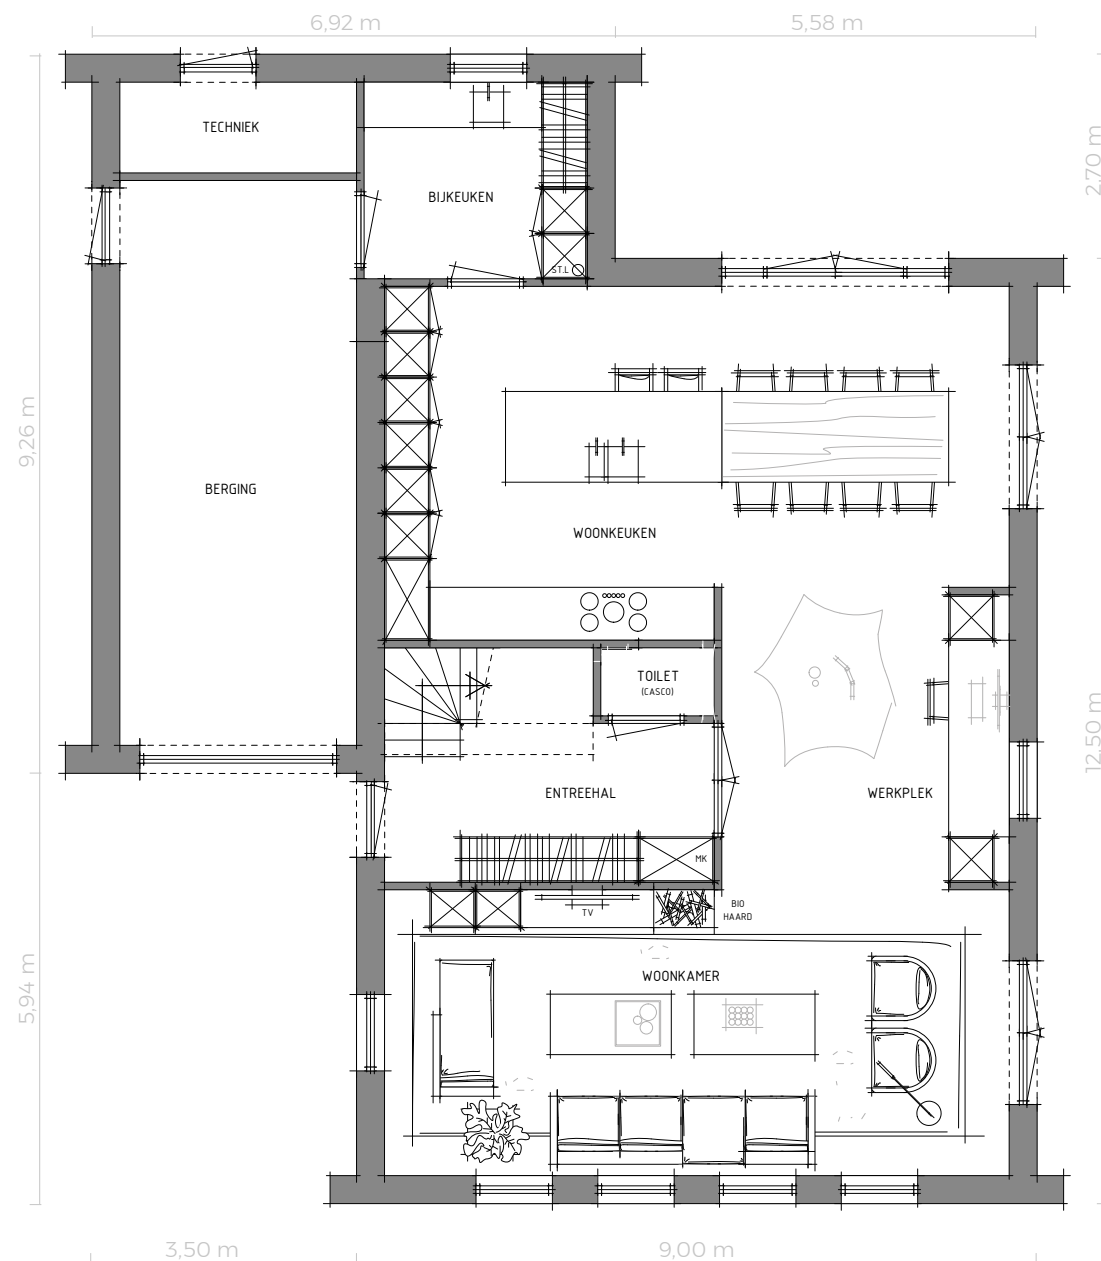 6,92 m
5,58 m
TECHNIEK
2.70 m
BIJKEUKEN
ST.L
9,26 m
BERGING
WOONKEUKEN
TOILET
(CASCO)
12.50 m
ENTREEHAL
WERKPLEK
MK
BIO
HAARD
TV
WOONKAMER
5,94 m
3,50 m
9,00 m